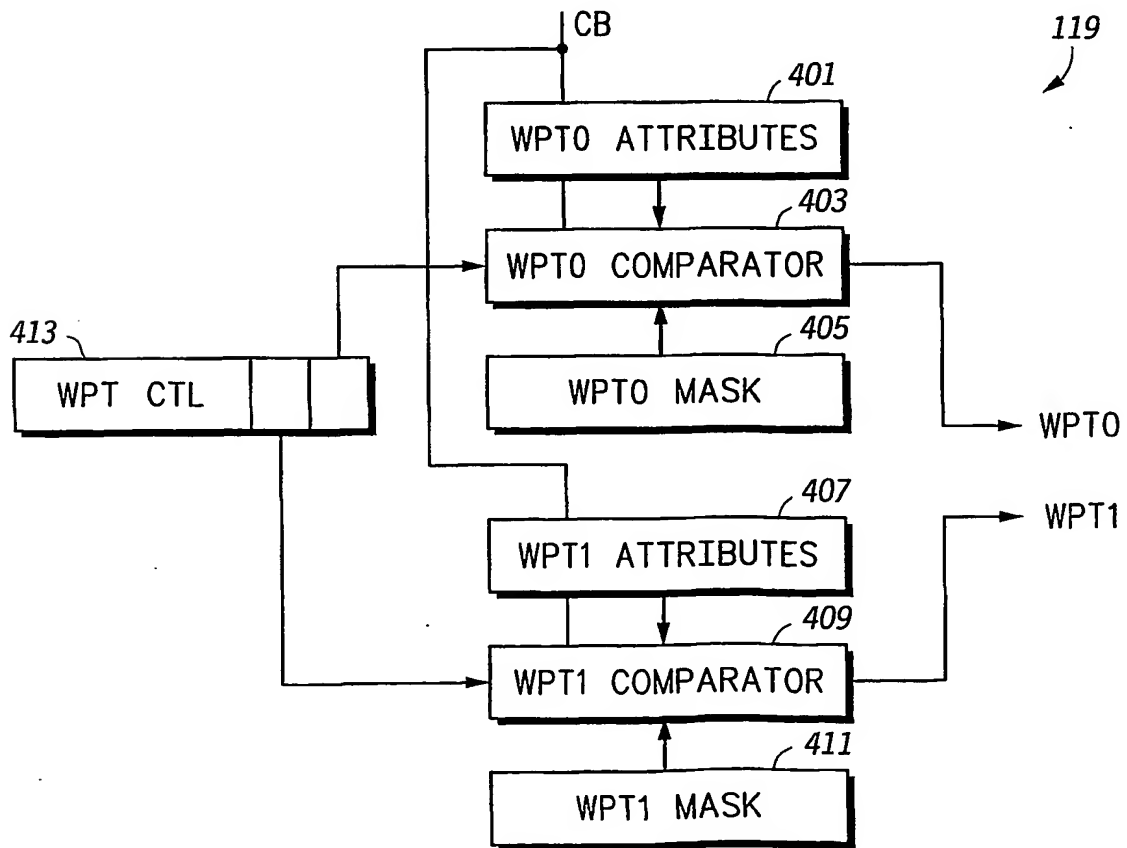 CB
119
401
WPT0 ATTRIBUTES
403
WPT0 COMPARATOR
413
WPT CTL
405
WPT0 MASK
WPT0
407
WPT1
WPT1 ATTRIBUTES
409
WPT1 COMPARATOR
411
WPT1 MASK